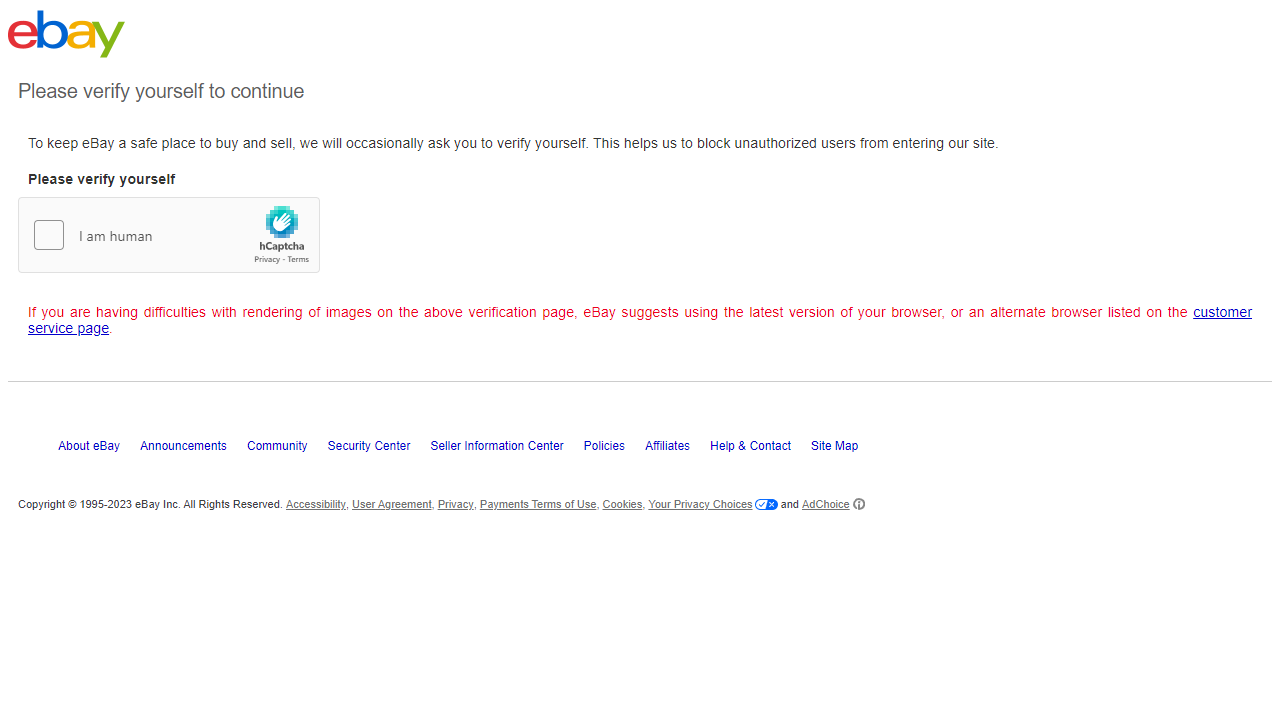 ebay
Please verify yourself to continue
To keep eBay a safe place to buy and sell, we will occasionally ask you to verify yourself. This helps us to block unauthorized users from entering our site.
Please verify yourself
I am human
hCaptcha
Privacy - Terms
If you are having difficulties with rendering of images on the above verification page, eBay suggests using the latest version of your browser, or an alternate browser listed on the customer
service page.
About eBay Announcements Community Security Center Seller Information Center Policies Affiliates Help & Contact Site Map
Copyright © 1995-2023 eBay Inc. All Rights Reserved. Accessibility, User Agreement, Privacy, Payments Terms of Use, Cookies, Your Privacy Choices and AdChoice